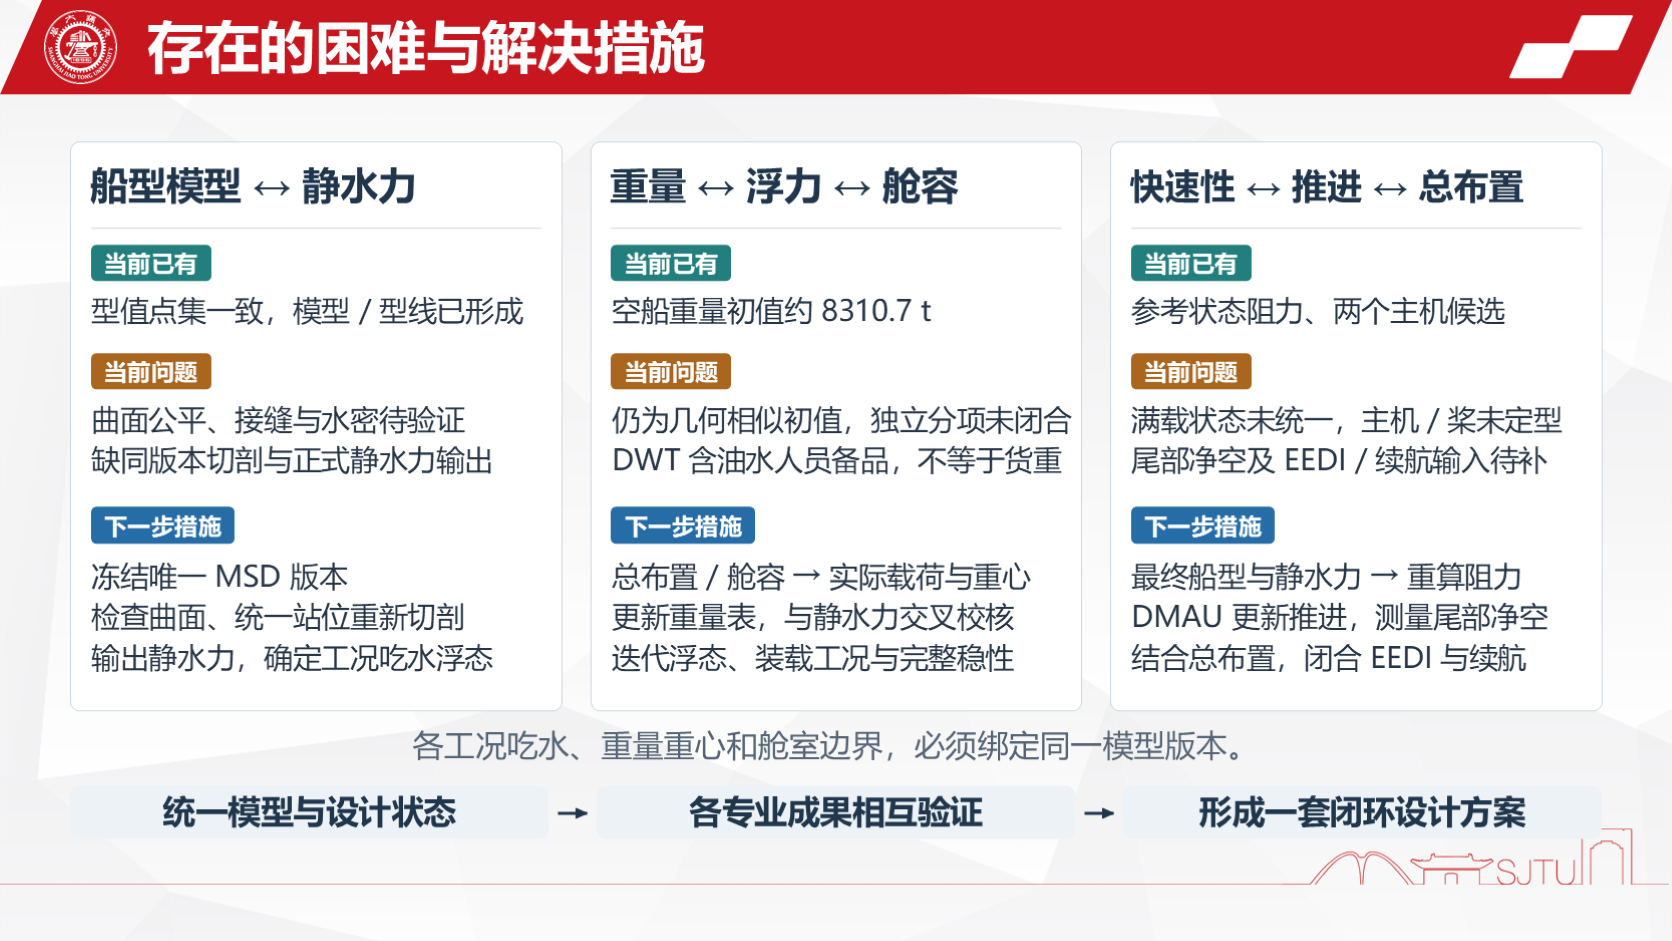 存在的困难与解决措施
SHANGHAI JIAO TONG UNIVERSITY
船型模型 ↔ 静水力
当前已有
型值点集一致，模型 / 型线已形成
当前问题
曲面公平、接缝与水密待验证
缺同版本切剖与正式静水力输出
下一步措施
冻结唯一 MSD 版本
检查曲面、统一站位重新切剖
输出静水力，确定工况吃水浮态
重量 ↔ 浮力 ↔ 舱容
当前已有
空船重量初值约 8310.7 t
当前问题
仍为几何相似初值，独立分项未闭合
DWT 含油水人员备品，不等于货重
下一步措施
总布置 / 舱容 → 实际载荷与重心
更新重量表，与静水力交叉校核
迭代浮态、装载工况与完整稳性
快速性 ↔ 推进 ↔ 总布置
当前已有
参考状态阻力、两个主机候选
当前问题
满载状态未统一，主机 / 桨未定型
尾部净空及 EEDI / 续航输入待补
下一步措施
最终船型与静水力 → 重算阻力
DMAU 更新推进，测量尾部净空
结合总布置，闭合 EEDI 与续航
各工况吃水、重量重心和舱室边界，必须绑定同一模型版本。
统一模型与设计状态 → 各专业成果相互验证 → 形成一套闭环设计方案
SJTU